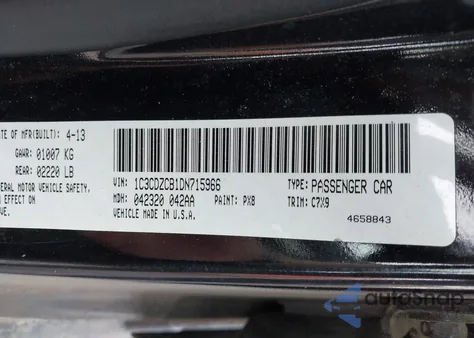 ATE OF MFR(BUILT): 4-13
GAWR: 01007 KG
REAR: 02220 LB
ERAL MOTOR VEHICLE SAFETY,
EFFECT ON
VE.
VIN: 1C3CDZCB1DN715966
TYPE: PASSENGER CAR
MDH: 042320 042AA
PAINT: PX8
TRIM: C7X9
VEHICLE MADE IN U.S.A.
4658843
autoSnap